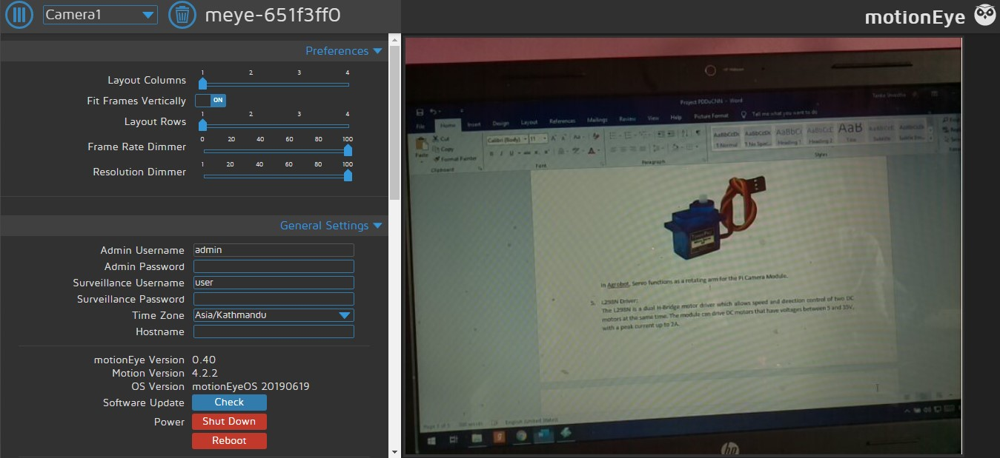 Camera1
meye-651f3ff0
motionEye
Preferences
Layout Columns
1 2 3 4
Fit Frames Vertically
ON
Layout Rows
1 2 3 4
Frame Rate Dimmer
0 20 40 60 80 100
Resolution Dimmer
1 20 40 60 80 100
General Settings
Admin Username admin
Admin Password
Surveillance Username user
Surveillance Password
Time Zone Asia/Kathmandu
Hostname
motionEye Version 0.40
Motion Version 4.2.2
OS Version motionEyeOS 20190619
Software Update Check
Power Shut Down
Reboot
Project PDDuCNN - Word
File Home Insert Design Layout References Mailings Review View Help Picture Format Tell me what you want to do
Cut
Copy
Format Painter
Paste
Clipboard
Calibri (Body) 11
Font
Paragraph
AaBbCcDc AaBbCcDc AaBbC AaBbCcC AaB
1 Normal 1 No Spac... Heading 1 Heading 2 Title
Styles
In Agrobot, Servo functions as a rotating arm for the Pi Camera Module.
5. L298N Driver:
The L298N is a dual H-Bridge motor driver which allows speed and direction control of two DC
motors at the same time. The module can drive DC motors that have voltages between 5 and 35V,
with a peak current up to 2A.
English (United States)
hp